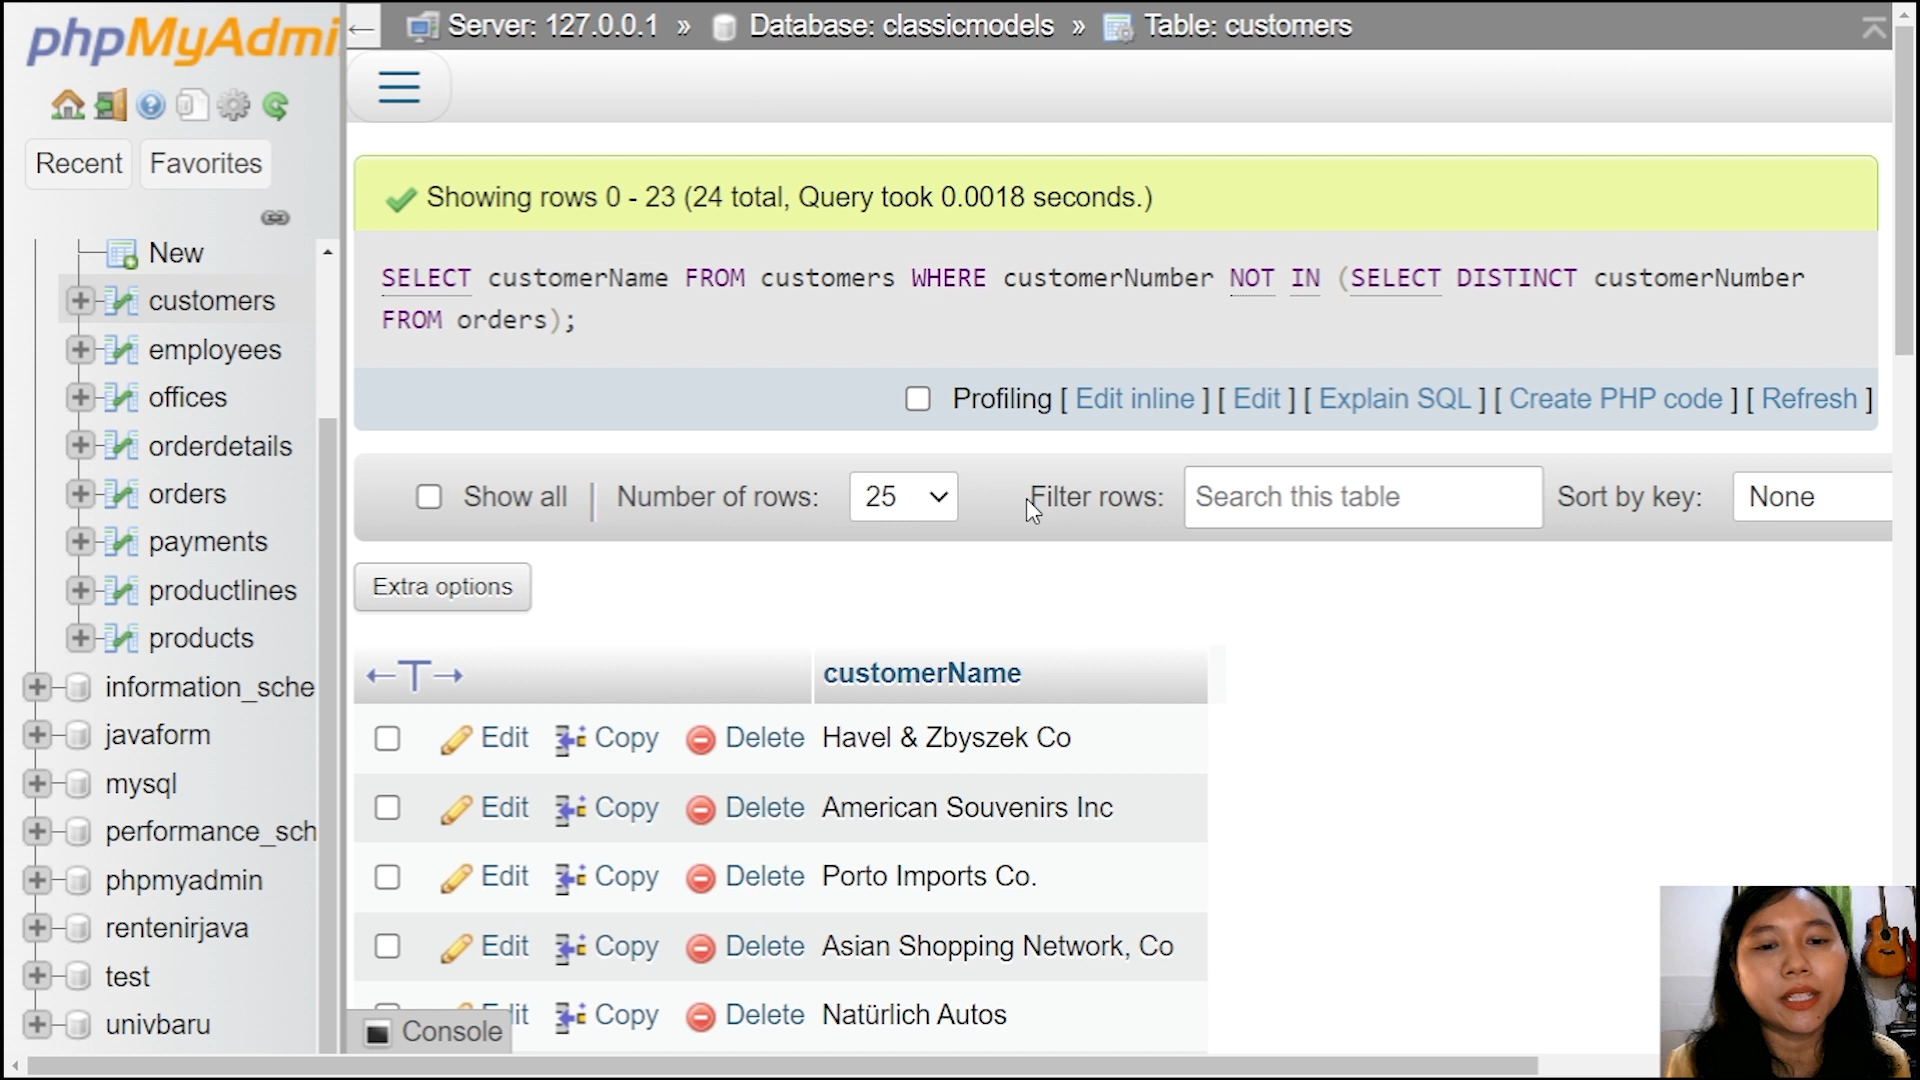 phpMyAdmi
Server: 127.0.0.1 » Database: classicmodels » Table: customers
Recent
Favorites
New
customers
employees
offices
orderdetails
orders
payments
productlines
products
information_sche
javaform
mysql
performance_sch
phpmyadmin
rentenirjava
test
univbaru
Showing rows 0 - 23 (24 total, Query took 0.0018 seconds.)
SELECT customerName FROM customers WHERE customerNumber NOT IN (SELECT DISTINCT customerNumber
FROM orders);
Profiling [ Edit inline ] [ Edit ] [ Explain SQL ] [ Create PHP code ] [ Refresh ]
Show all | Number of rows: 25 Filter rows: Search this table Sort by key: None
Extra options
←T→ customerName
Edit Copy Delete Havel & Zbyszek Co
Edit Copy Delete American Souvenirs Inc
Edit Copy Delete Porto Imports Co.
Edit Copy Delete Asian Shopping Network, Co
Edit Copy Delete Natürlich Autos
Console